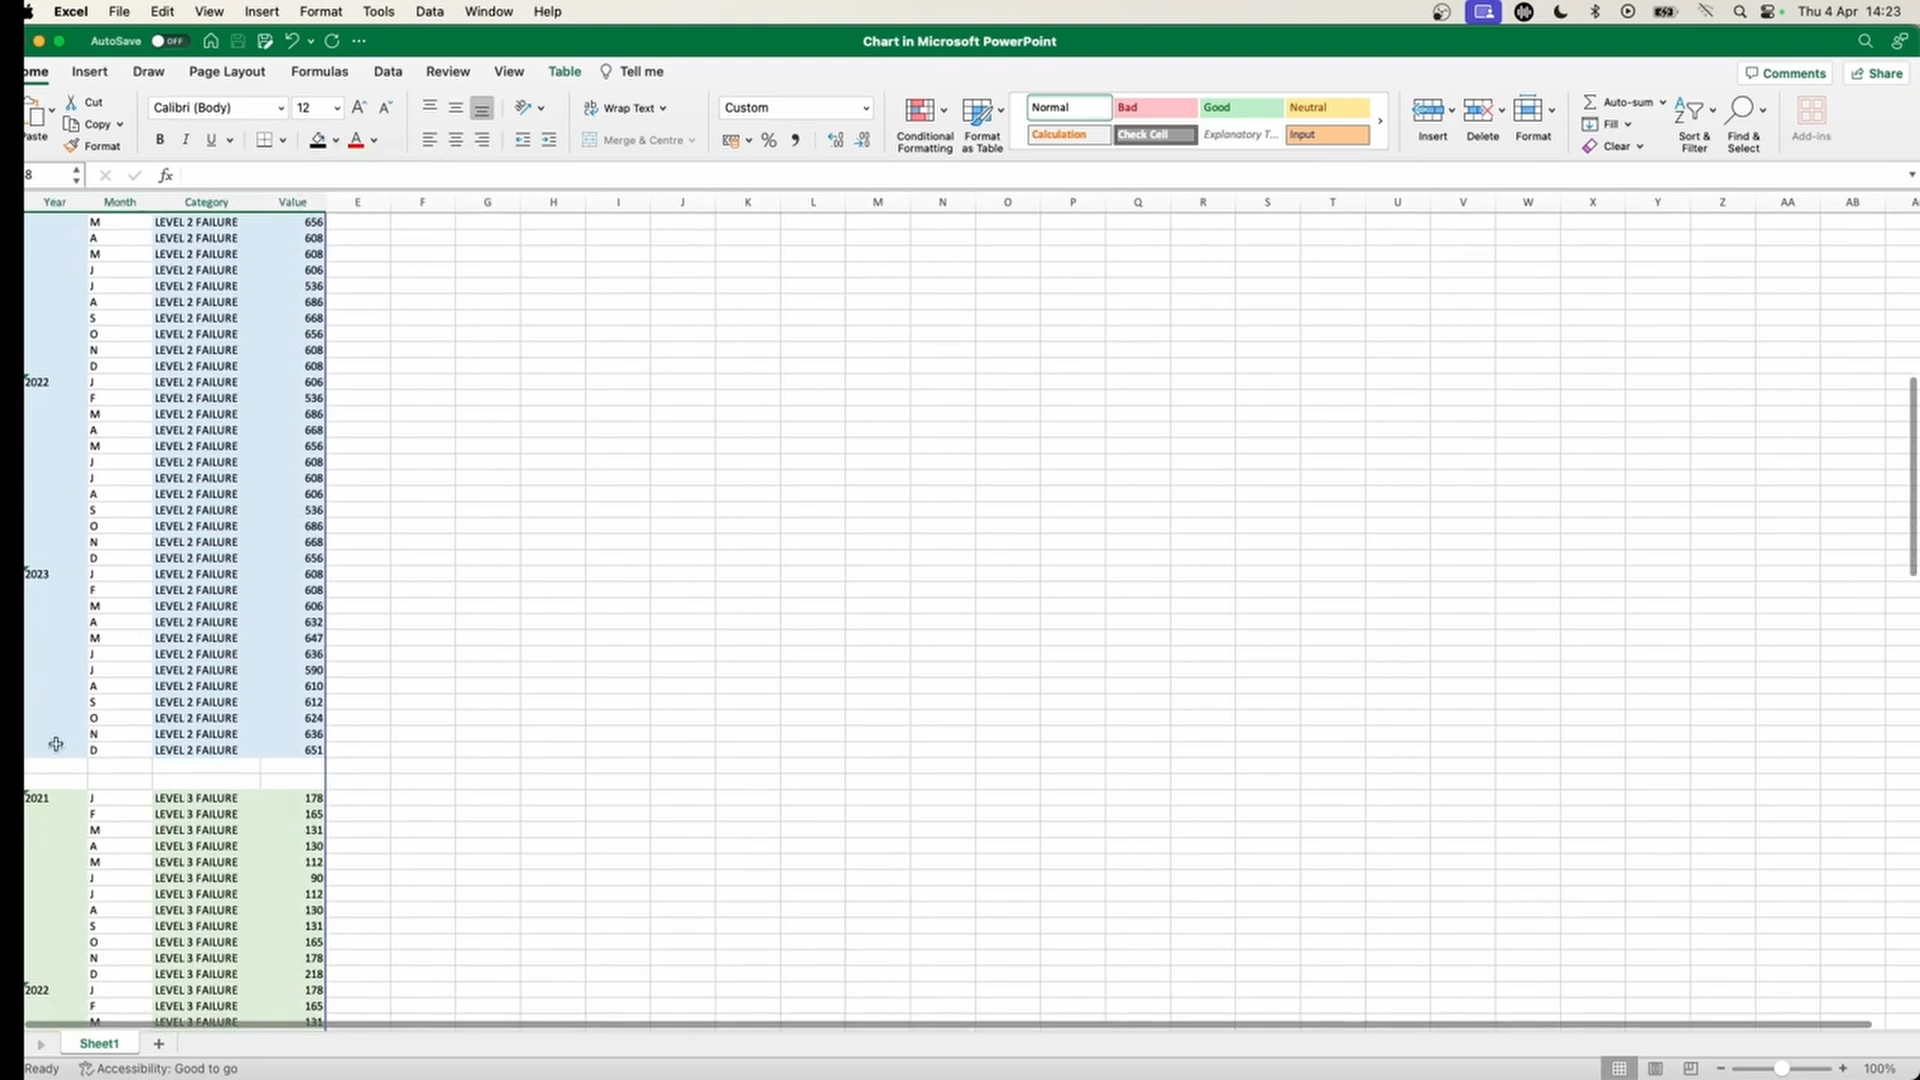 Excel File Edit View Insert Format Tools Data Window Help Thu 4 Apr 14:23
AutoSave OFF Chart in Microsoft PowerPoint
ome Insert Draw Page Layout Formulas Data Review View Table Tell me Comments Share
Cut Calibri (Body) 12 Wrap Text Custom Normal Bad Good Neutral Auto-sum
aste Copy Fill
Format B I U Merge & Centre % Conditional Formatting Format as Table Calculation Check Cell Explanatory T... Input Insert Delete Format Clear Sort & Filter Find & Select Add-ins
8 fx
Year Month Category Value E F G H I J K L M N O P Q R S T U V W X Y Z AA AB
M LEVEL 2 FAILURE 656
A LEVEL 2 FAILURE 608
M LEVEL 2 FAILURE 608
J LEVEL 2 FAILURE 606
J LEVEL 2 FAILURE 536
A LEVEL 2 FAILURE 686
S LEVEL 2 FAILURE 668
O LEVEL 2 FAILURE 656
N LEVEL 2 FAILURE 608
D LEVEL 2 FAILURE 608
2022 J LEVEL 2 FAILURE 606
F LEVEL 2 FAILURE 536
M LEVEL 2 FAILURE 686
A LEVEL 2 FAILURE 668
M LEVEL 2 FAILURE 656
J LEVEL 2 FAILURE 608
J LEVEL 2 FAILURE 608
A LEVEL 2 FAILURE 606
S LEVEL 2 FAILURE 536
O LEVEL 2 FAILURE 686
N LEVEL 2 FAILURE 668
D LEVEL 2 FAILURE 656
2023 J LEVEL 2 FAILURE 608
F LEVEL 2 FAILURE 608
M LEVEL 2 FAILURE 606
A LEVEL 2 FAILURE 632
M LEVEL 2 FAILURE 647
J LEVEL 2 FAILURE 636
J LEVEL 2 FAILURE 590
A LEVEL 2 FAILURE 610
S LEVEL 2 FAILURE 612
O LEVEL 2 FAILURE 624
N LEVEL 2 FAILURE 636
D LEVEL 2 FAILURE 651
2021 J LEVEL 3 FAILURE 178
F LEVEL 3 FAILURE 165
M LEVEL 3 FAILURE 131
A LEVEL 3 FAILURE 130
M LEVEL 3 FAILURE 112
J LEVEL 3 FAILURE 90
J LEVEL 3 FAILURE 112
A LEVEL 3 FAILURE 130
S LEVEL 3 FAILURE 131
O LEVEL 3 FAILURE 165
N LEVEL 3 FAILURE 178
D LEVEL 3 FAILURE 218
2022 J LEVEL 3 FAILURE 178
F LEVEL 3 FAILURE 165
M LEVEL 3 FAILURE 131
Sheet1 +
Ready Accessibility: Good to go 100%